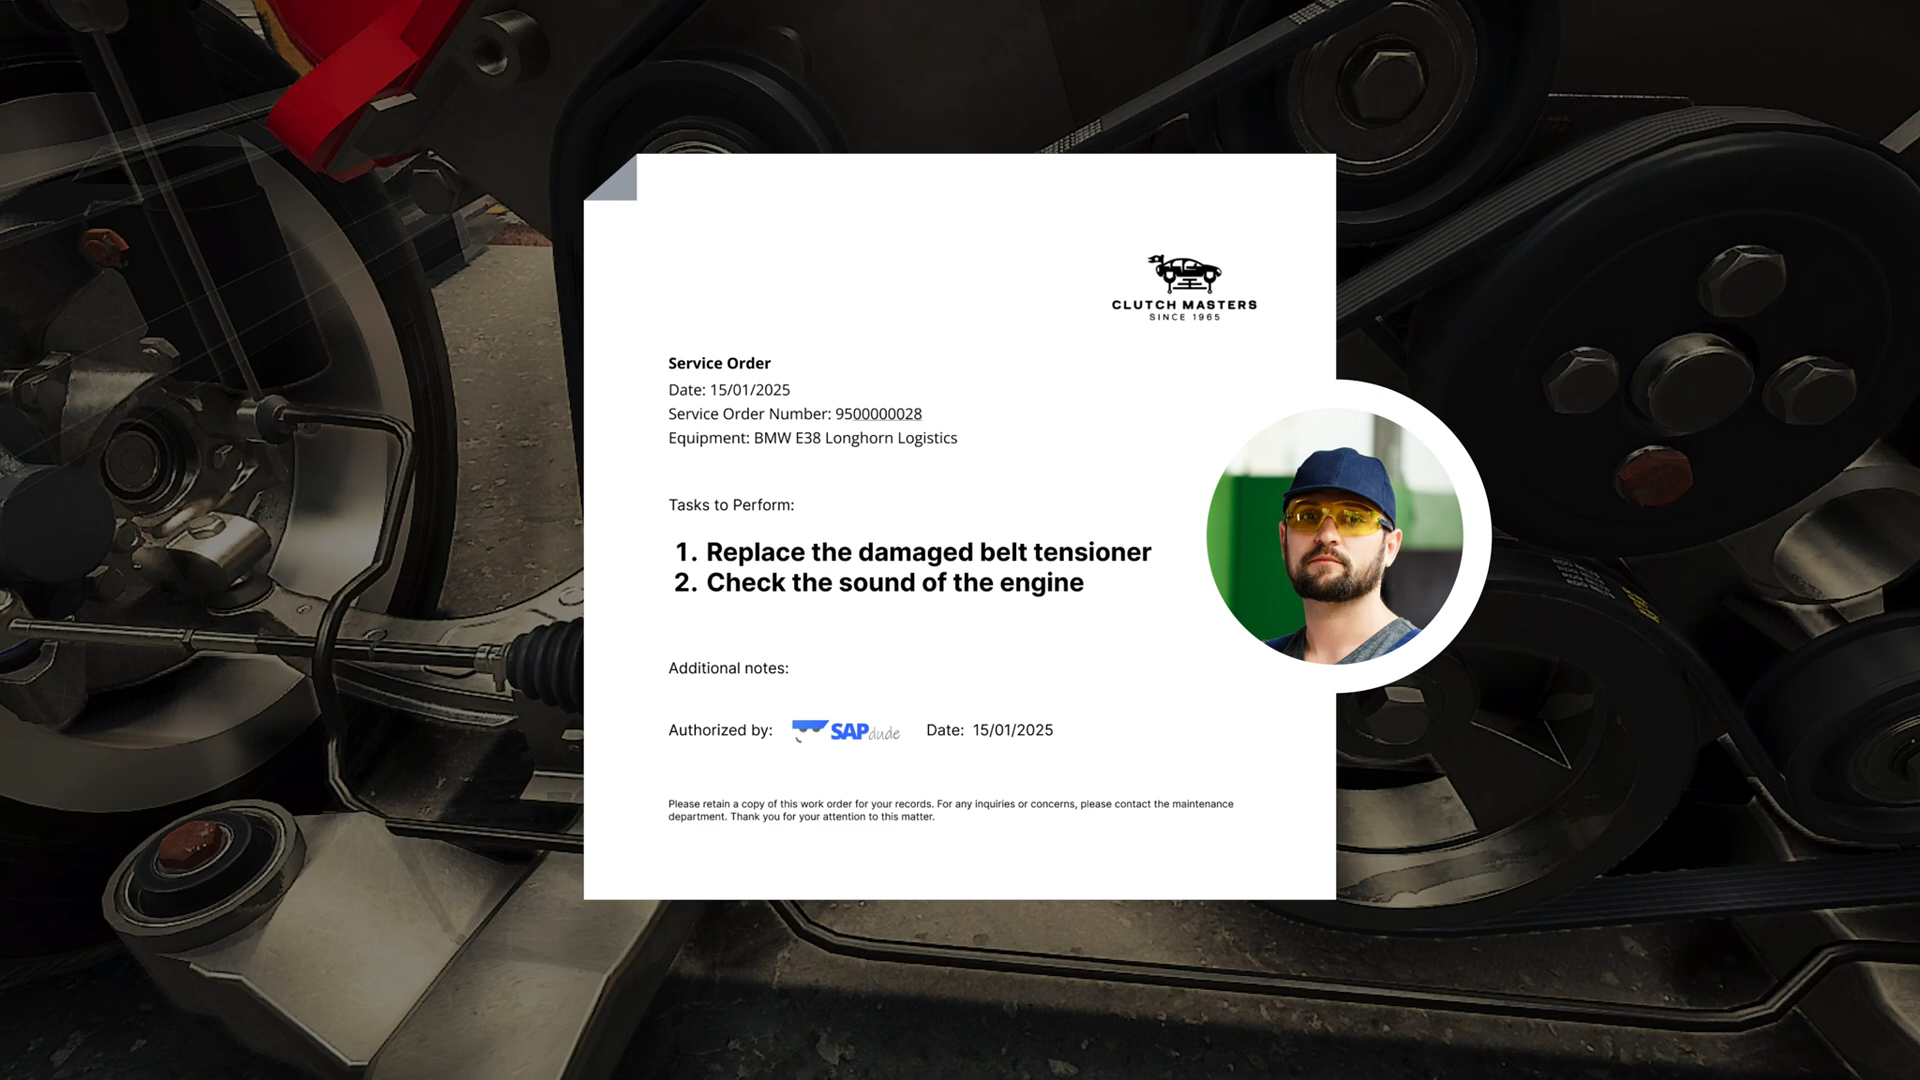 CLUTCH MASTERS
SINCE 1965
Service Order
Date: 15/01/2025
Service Order Number: 9500000028
Equipment: BMW E38 Longhorn Logistics
Tasks to Perform:
1. Replace the damaged belt tensioner
2. Check the sound of the engine
Additional notes:
Authorized by: SAP dude Date: 15/01/2025
Please retain a copy of this work order for your records. For any inquiries or concerns, please contact the maintenance
department. Thank you for your attention to this matter.